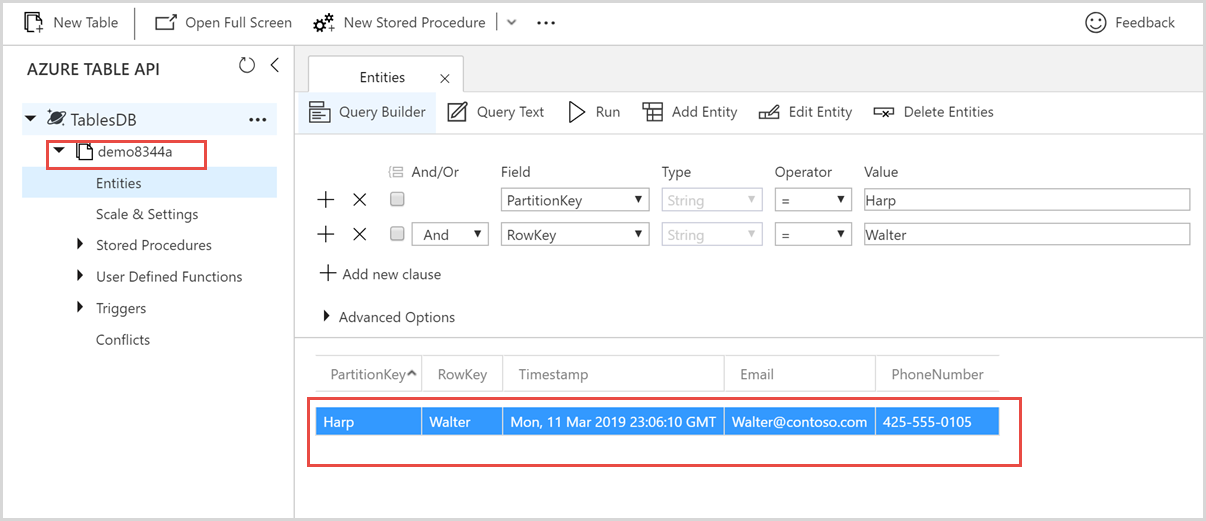 New Table Open Full Screen New Stored Procedure ••• Feedback
AZURE TABLE API
TablesDB •••
demo8344a
Entities
Scale & Settings
Stored Procedures
User Defined Functions
Triggers
Conflicts
Entities
Query Builder Query Text Run Add Entity Edit Entity Delete Entities
And/Or Field Type Operator Value
PartitionKey String = Harp
And RowKey String = Walter
Add new clause
Advanced Options
PartitionKey RowKey Timestamp Email PhoneNumber
Harp Walter Mon, 11 Mar 2019 23:06:10 GMT Walter@contoso.com 425-555-0105